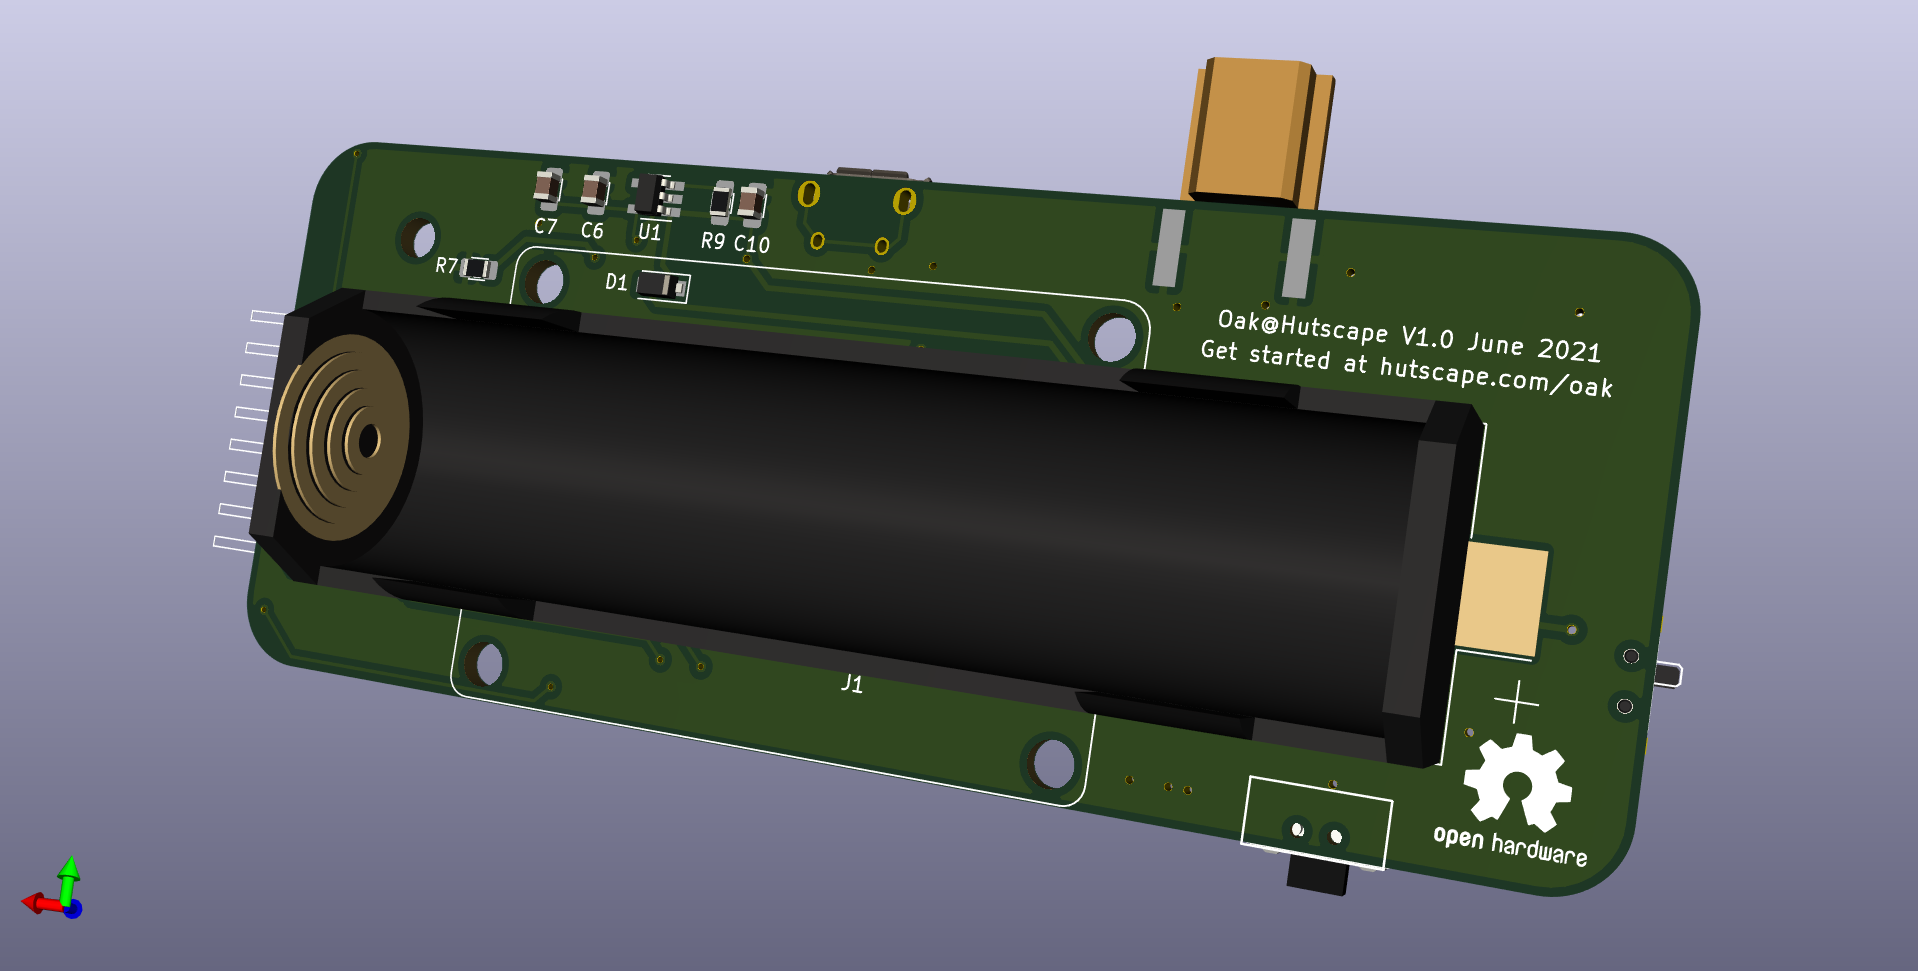 C7 C6 U1 R9 C10
R7 D1
Oak@Hutscape V1.0 June 2021
Get started at hutscape.com/oak
J1
open hardware